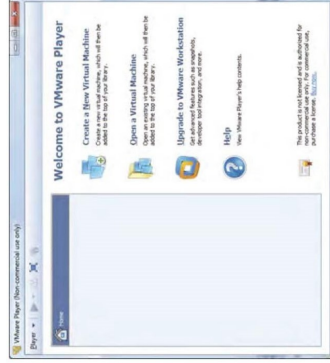 VMware Player (Non-commercial use only)
Player
Home
Welcome to VMware Player
Create a New Virtual Machine
Create a new virtual machine, which will then be
added to the top of your library.
Open a Virtual Machine
Open an existing virtual machine, which will then be
added to the top of your library.
Upgrade to VMware Workstation
Get advanced features such as snapshots,
developer tool integration, and more.
Help
View VMware Player's help contents.
This product is not licensed and is authorized for
non-commercial use only. For commercial use,
purchase a license. Buy now.